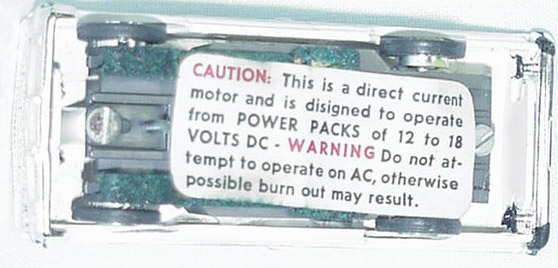 CAUTION: This is a direct current
motor and is disigned to operate
from POWER PACKS of 12 to 18
VOLTS DC - WARNING Do not at-
tempt to operate on AC, otherwise
possible burn out may result.